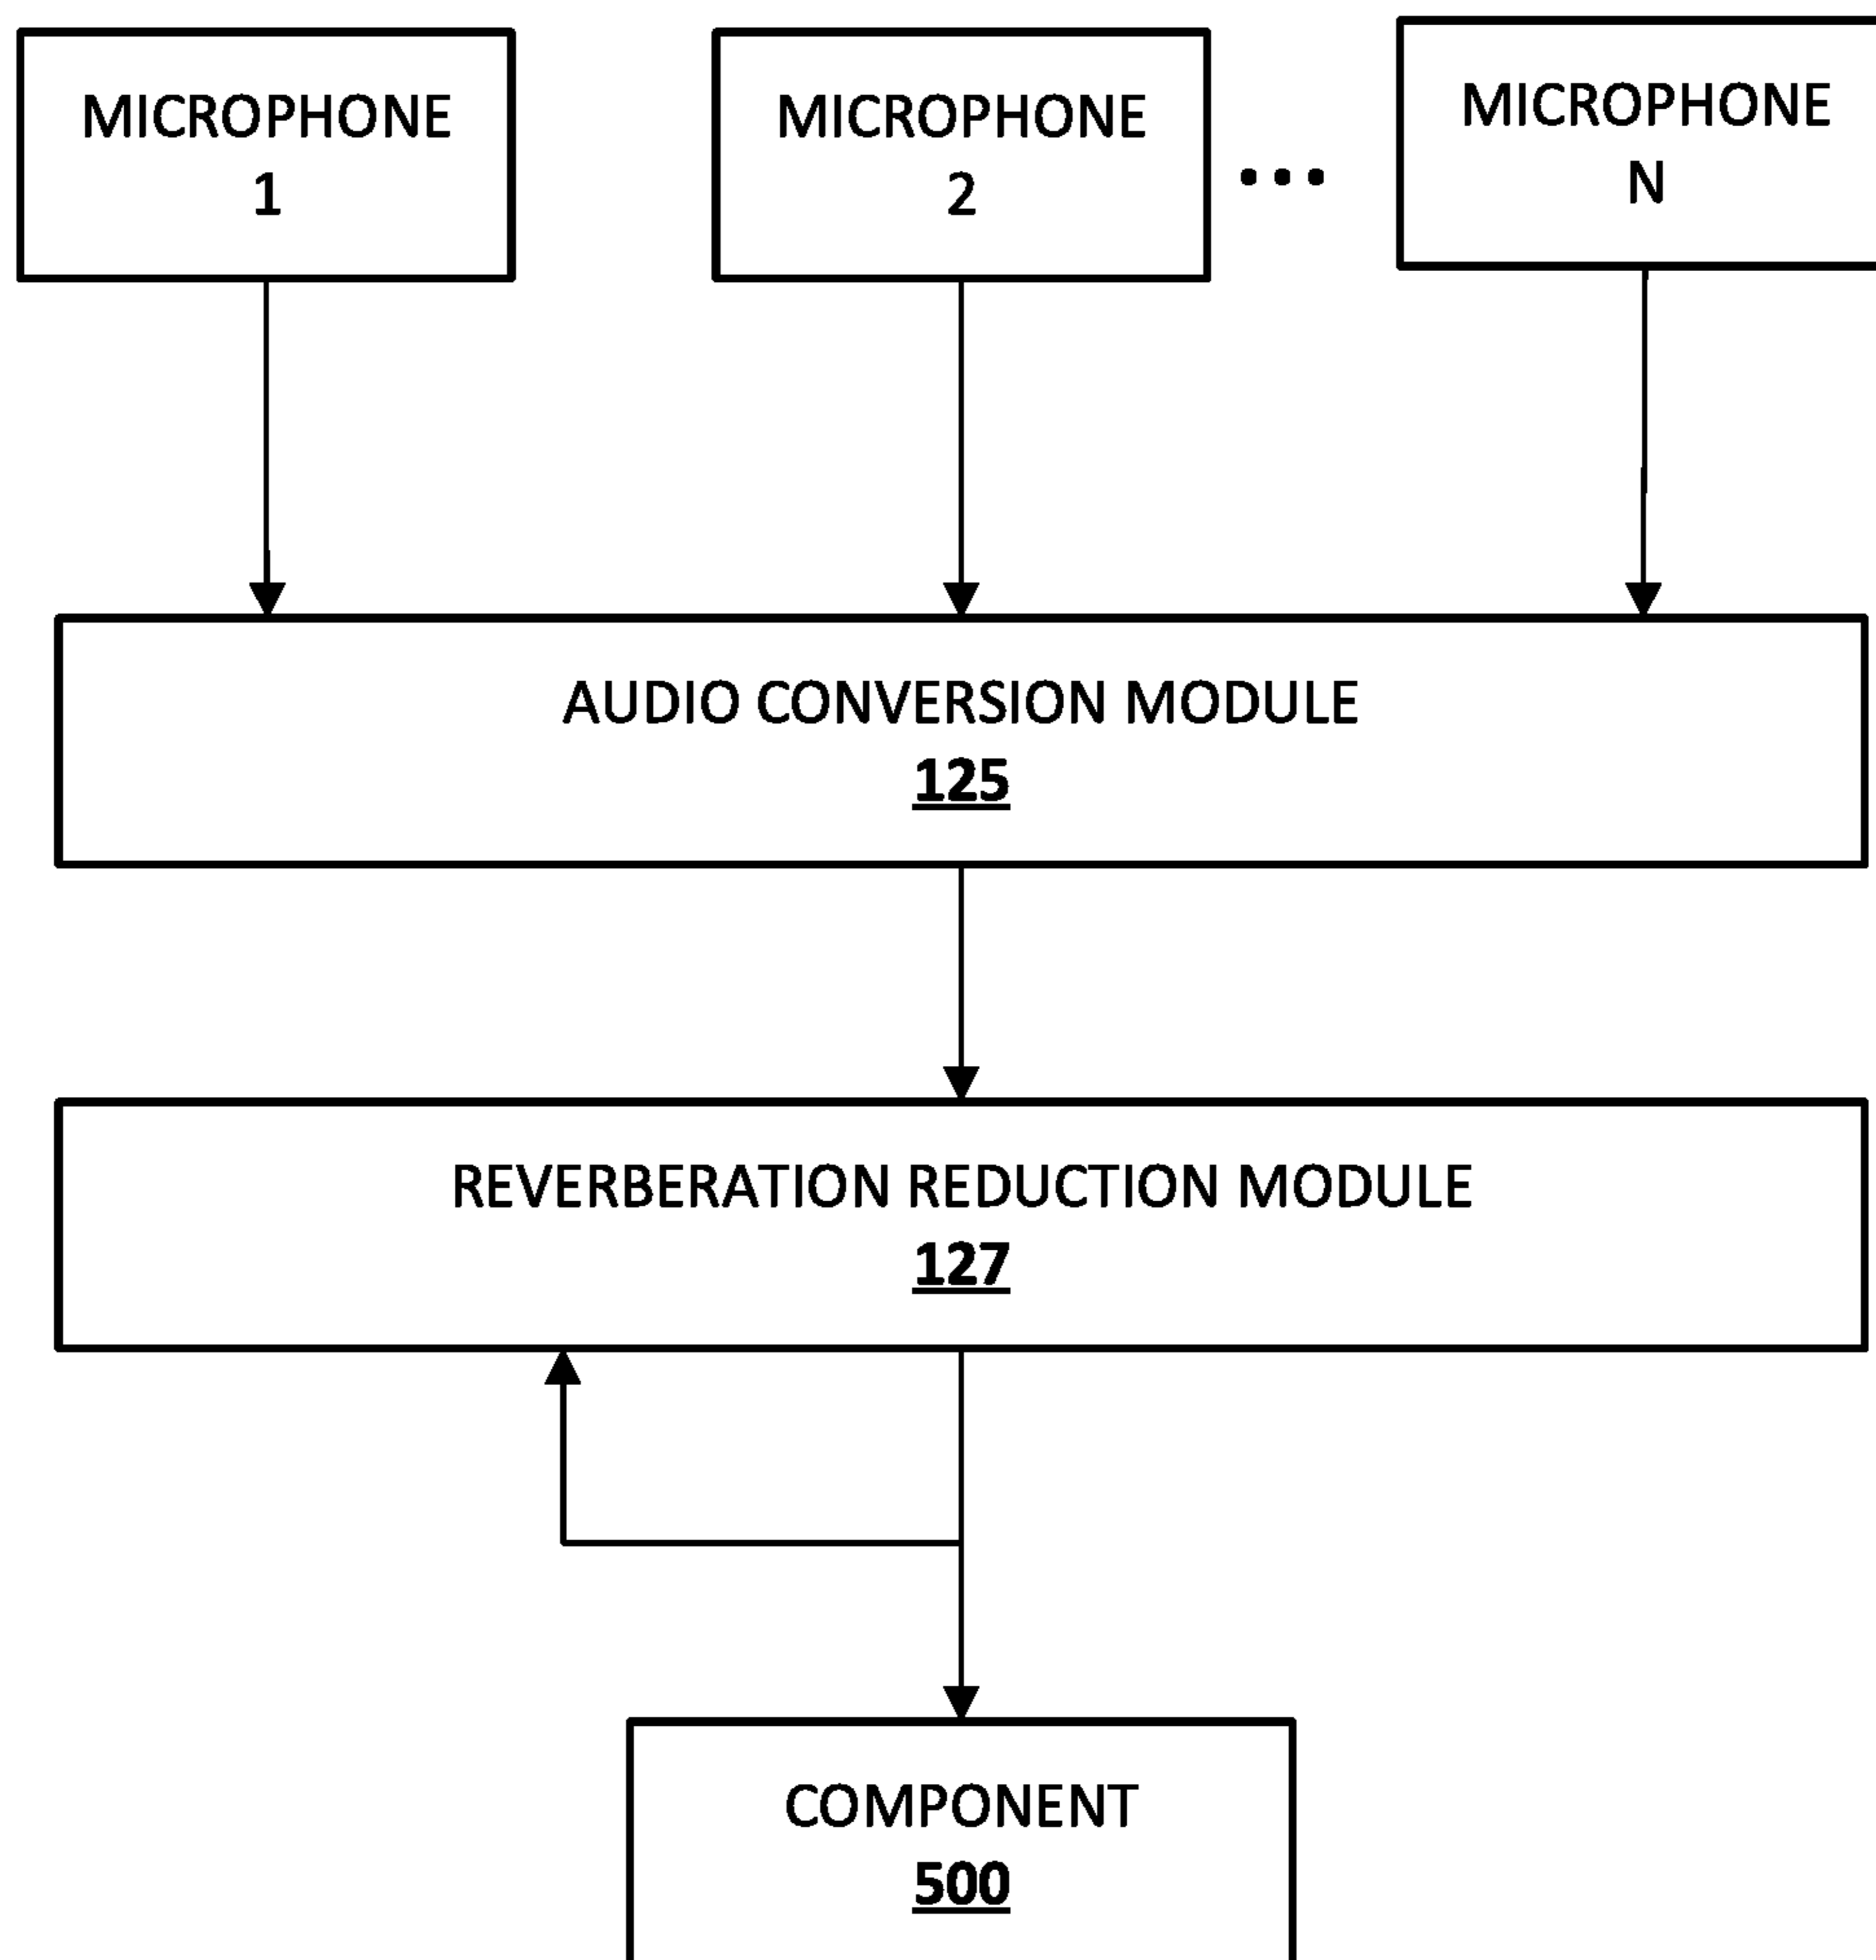 MICROPHONE
1
MICROPHONE
2
...
MICROPHONE
N
AUDIO CONVERSION MODULE
125
REVERBERATION REDUCTION MODULE
127
COMPONENT
500